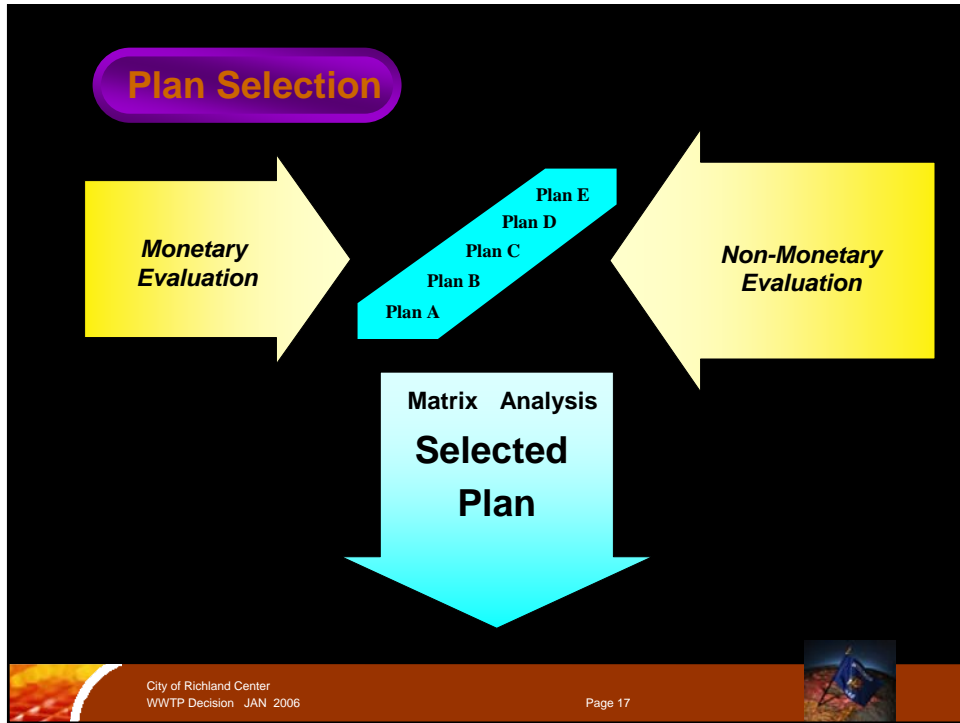 Plan Selection
Monetary
Evaluation
Plan E
Plan D
Plan C
Plan B
Plan A
Non-Monetary
Evaluation
Matrix Analysis
Selected
Plan
City of Richland Center
WWTP Decision JAN 2006
Page 17